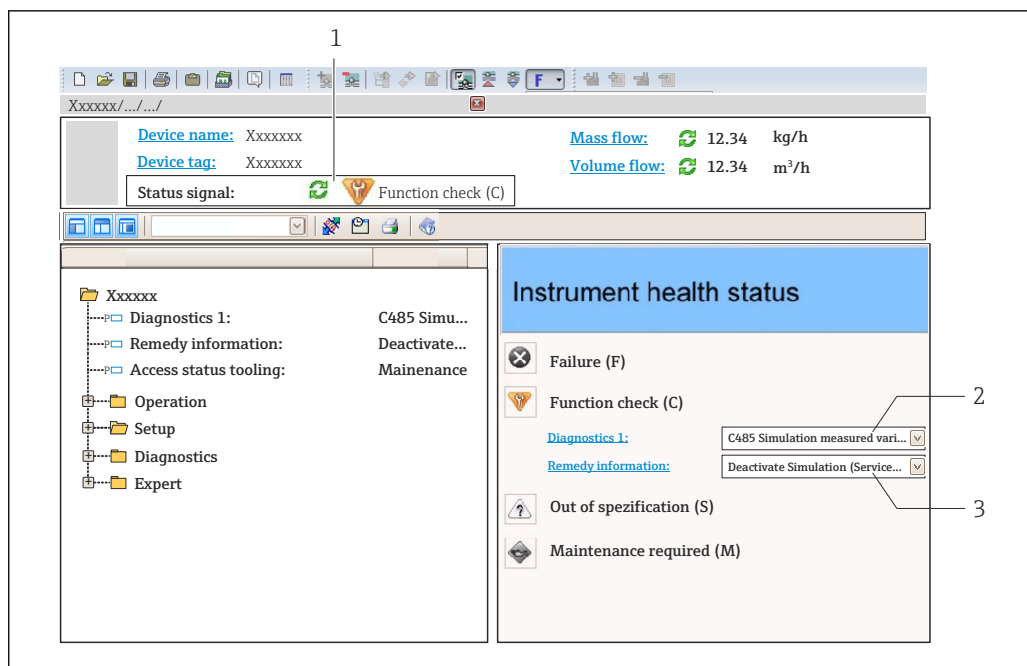 1
F
Xxxxxx/.../.../
Device name: Xxxxxxx
Mass flow: 12.34 kg/h
Device tag: Xxxxxxx
Volume flow: 12.34 m³/h
Status signal: Function check (C)
Xxxxxx
P Diagnostics 1: C485 Simu...
P Remedy information: Deactivate...
P Access status tooling: Mainenance
Operation
Setup
Diagnostics
Expert
Instrument health status
Failure (F)
Function check (C)
2
Diagnostics 1: C485 Simulation measured vari...
Remedy information: Deactivate Simulation (Service...
Out of spezification (S)
3
Maintenance required (M)